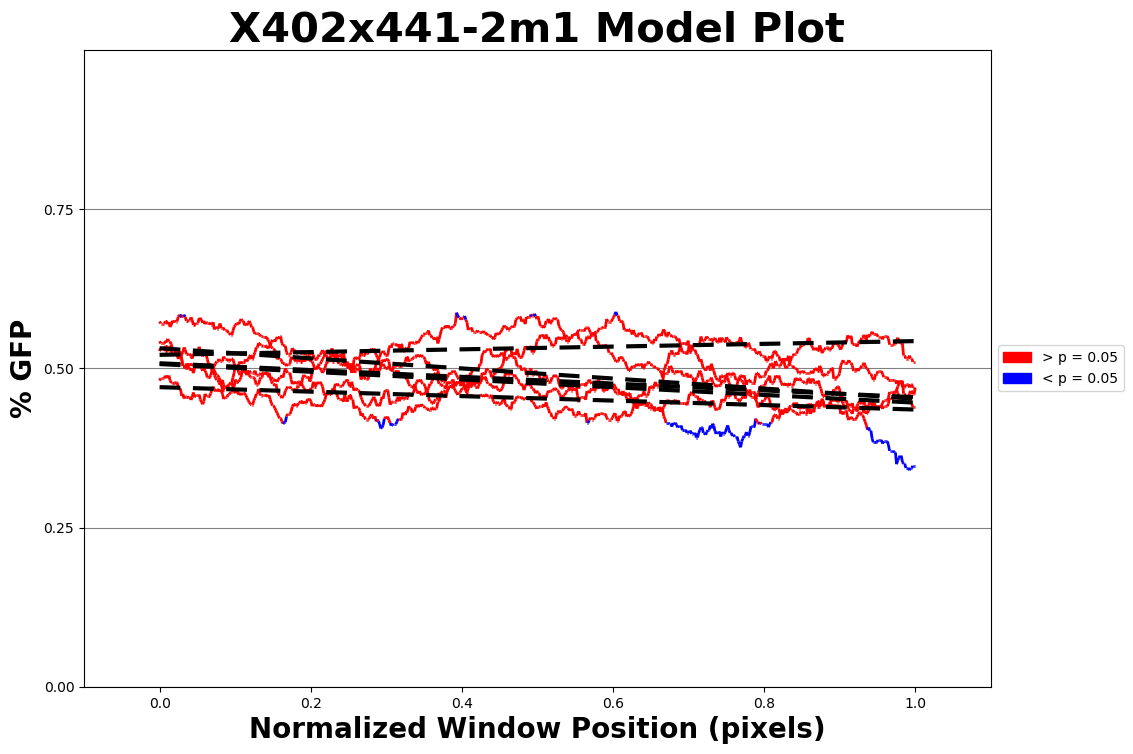 X402x441-2m1 Model Plot
% GFP
0.75
0.50
0.25
0.00
0.0 0.2 0.4 0.6 0.8 1.0
Normalized Window Position (pixels)
> p = 0.05
< p = 0.05